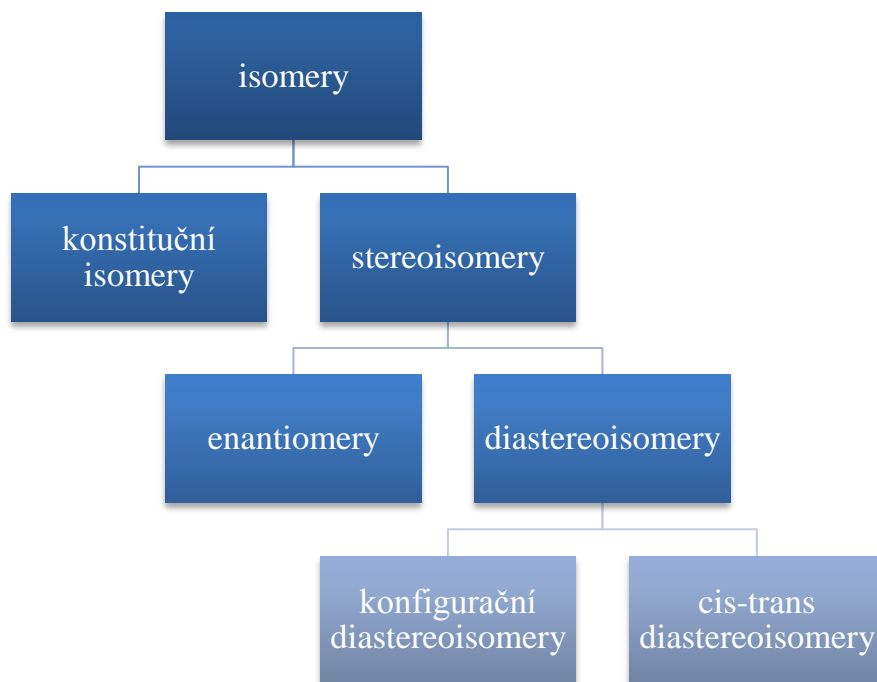 isomery
konstituční
isomery
stereoisomery
enantiomery
diastereoisomery
konfigurační
diastereoisomery
cis-trans
diastereoisomery